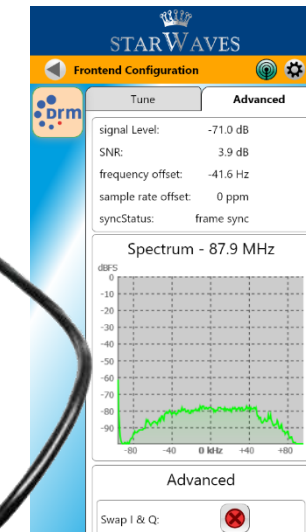 STARWAVES
Frontend Configuration
DRM
Tune Advanced
signal Level: -71.0 dB
SNR: 3.9 dB
frequency offset: -41.6 Hz
sample rate offset: 0 ppm
syncStatus: frame sync
Spectrum - 87.9 MHz
dBFS
0
-10
-20
-30
-40
-50
-60
-70
-80
-90
-80 -40 0 kHz +40 +80
Advanced
Swap I & Q: